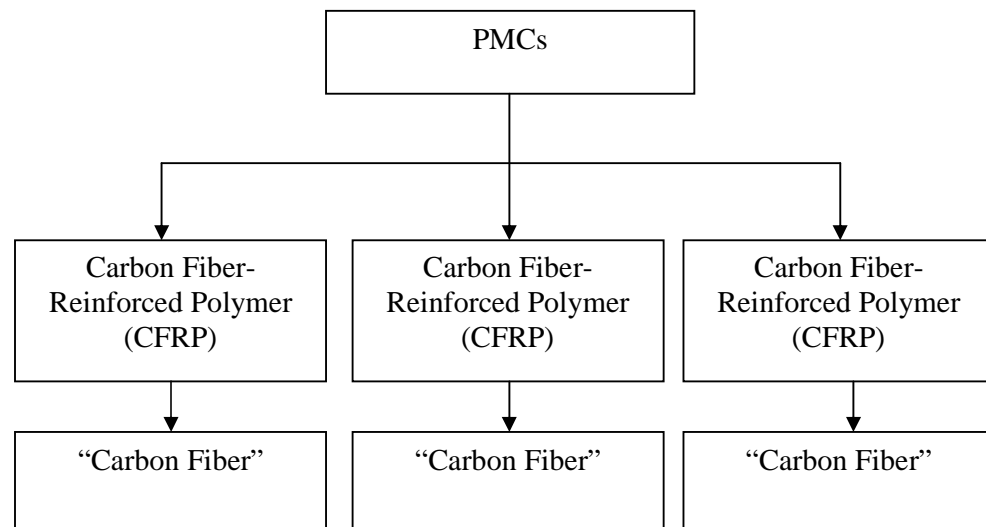 PMCs
Carbon Fiber-
Reinforced Polymer
(CFRP)
Carbon Fiber-
Reinforced Polymer
(CFRP)
Carbon Fiber-
Reinforced Polymer
(CFRP)
“Carbon Fiber”
“Carbon Fiber”
“Carbon Fiber”